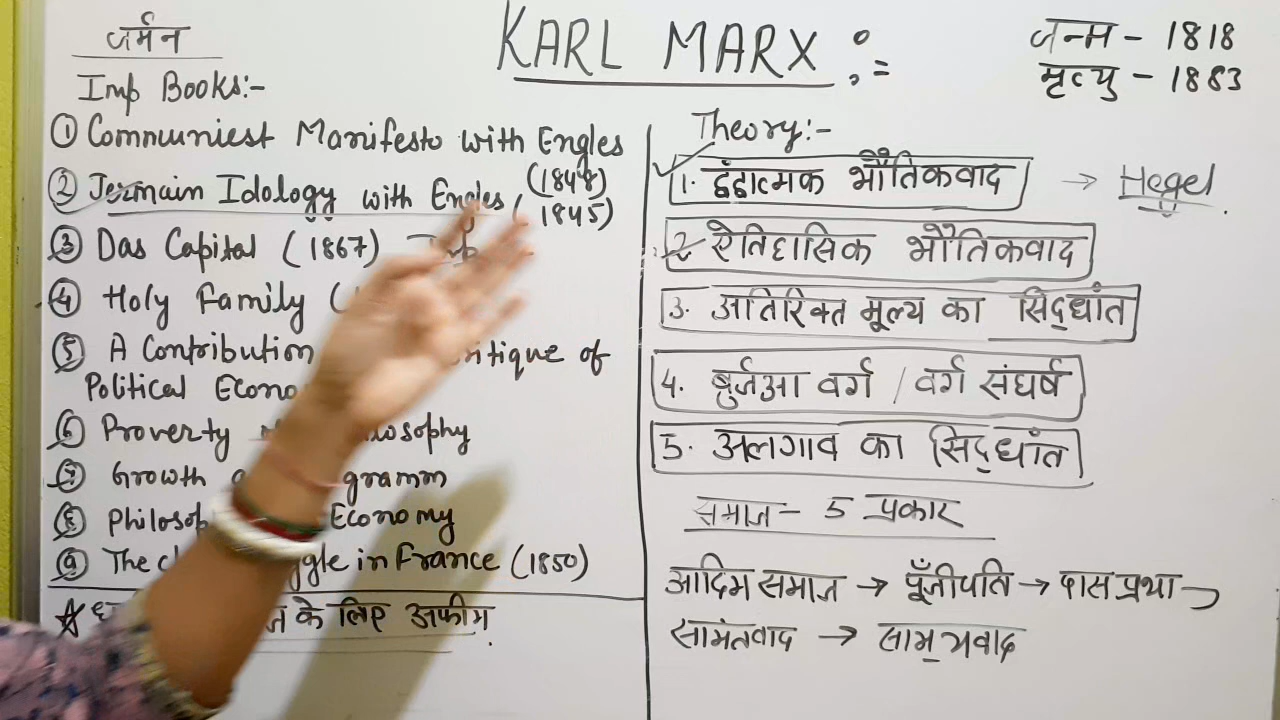 जर्मन
KARL MARX :=
जन्म - 1818
मृत्यु - 1883
Imp Books:-
① Communiest Manifesto with Engles
(1848)
② Jermain Idology with Engles (1845)
③ Das Capital (1867)
④ Holy Family (
⑤ A Contribution of
Political
⑥ Proverty
⑦ Growth
⑧ Economy
⑨ The in France (1850)
के लिए अफीम
Theory:-
1. द्वंद्वात्मक भौतिकवाद → Hegel
2. ऐतिहासिक भौतिकवाद
3. अतिरिक्त मूल्य का सिद्धांत
4. बुर्जुआ वर्ग / वर्ग संघर्ष
5. अलगाव का सिद्धांत
समाज - 5 प्रकार
आदिम समाज → पूँजीपति → दास प्रथा →
सामंतवाद → साम्यवाद